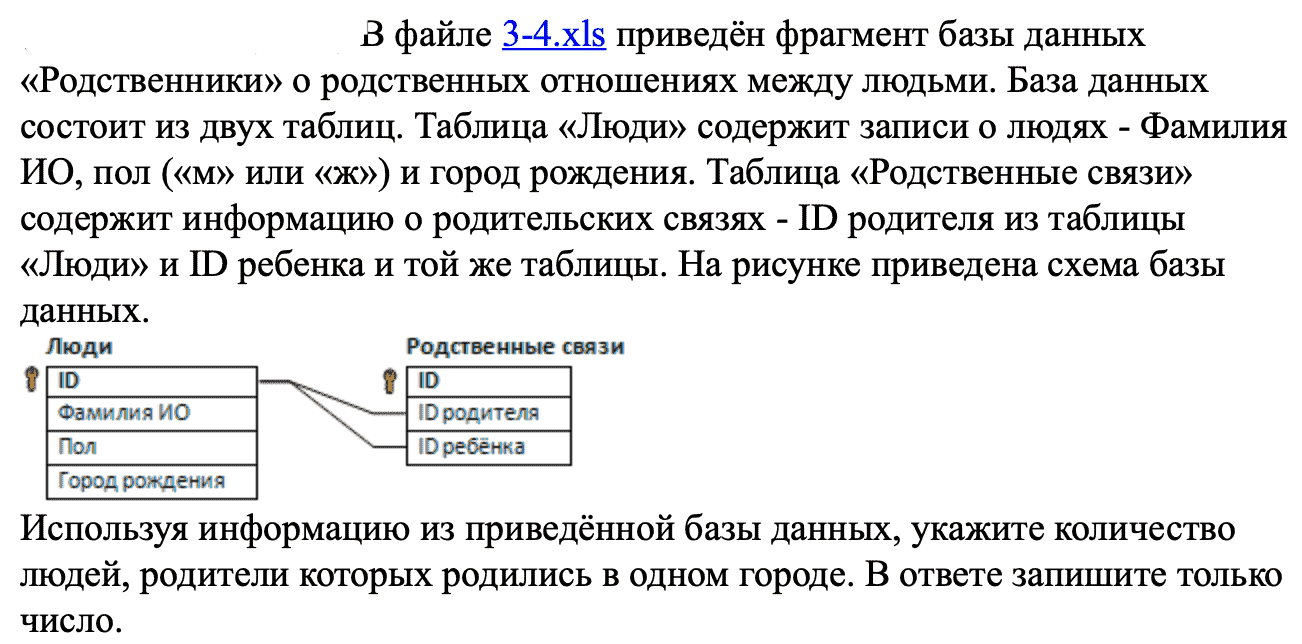 В файле 3-4.xls приведён фрагмент базы данных
«Родственники» о родственных отношениях между людьми. База данных
состоит из двух таблиц. Таблица «Люди» содержит записи о людях - Фамилия
ИО, пол («м» или «ж») и город рождения. Таблица «Родственные связи»
содержит информацию о родительских связях - ID родителя из таблицы
«Люди» и ID ребенка и той же таблицы. На рисунке приведена схема базы
данных.
Люди
ID
Фамилия ИО
Пол
Город рождения
Родственные связи
ID
ID родителя
ID ребёнка
Используя информацию из приведённой базы данных, укажите количество
людей, родители которых родились в одном городе. В ответе запишите только
число.